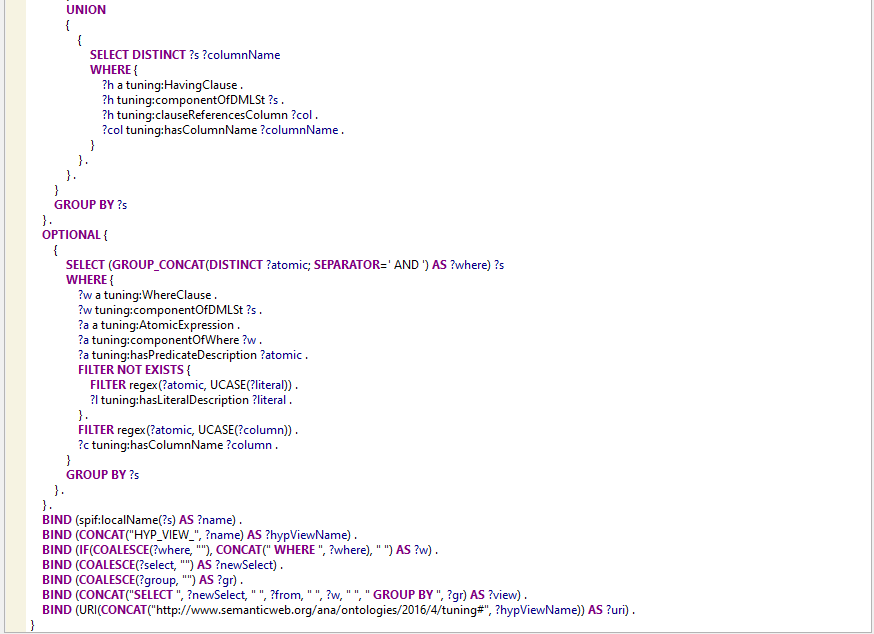 UNION
{
{
SELECT DISTINCT ?s ?columnName
WHERE {
?h a tuning:HavingClause .
?h tuning:componentOfDMLSt ?s .
?h tuning:clauseReferencesColumn ?col .
?col tuning:hasColumnName ?columnName .
}
} .
} .
}
GROUP BY ?s
} .
OPTIONAL {
{
SELECT (GROUP_CONCAT(DISTINCT ?atomic; SEPARATOR=' AND ') AS ?where) ?s
WHERE {
?w a tuning:WhereClause .
?w tuning:componentOfDMLSt ?s .
?a a tuning:AtomicExpression .
?a tuning:componentOfWhere ?w .
?a tuning:hasPredicateDescription ?atomic .
FILTER NOT EXISTS {
FILTER regex(?atomic, UCASE(?literal)) .
?l tuning:hasLiteralDescription ?literal .
} .
FILTER regex(?atomic, UCASE(?column)) .
?c tuning:hasColumnName ?column .
}
GROUP BY ?s
} .
} .
BIND (spif:localName(?s) AS ?name) .
BIND (CONCAT("HYP_VIEW_", ?name) AS ?hypViewName) .
BIND (IF(COALESCE(?where, ""), CONCAT(" WHERE ", ?where), " ") AS ?w) .
BIND (COALESCE(?select, "") AS ?newSelect) .
BIND (COALESCE(?group, "") AS ?gr) .
BIND (CONCAT("SELECT ", ?newSelect, " ", ?from, " ", ?w, " ", " GROUP BY ", ?gr) AS ?view) .
BIND (URI(CONCAT("http://www.semanticweb.org/ana/ontologies/2016/4/tuning#", ?hypViewName)) AS ?uri) .
}